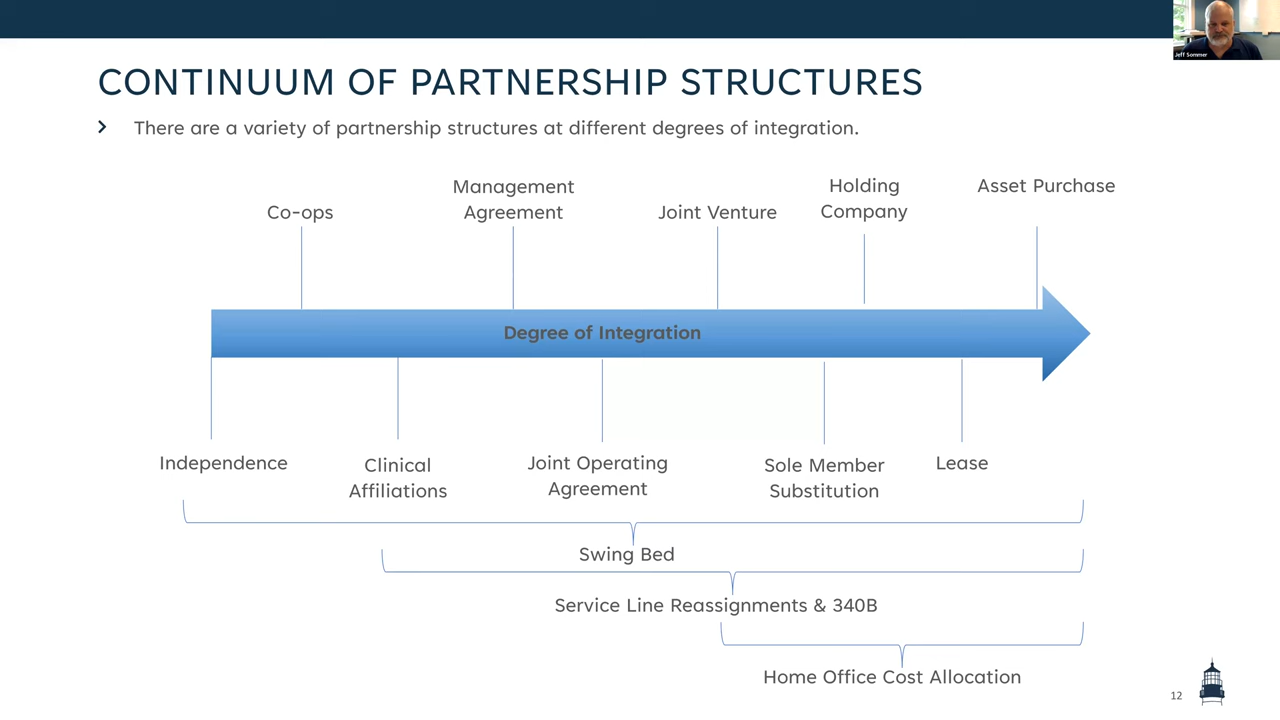 Jeff Sommer
CONTINUUM OF PARTNERSHIP STRUCTURES
There are a variety of partnership structures at different degrees of integration.
Co-ops
Management
Agreement
Joint Venture
Holding
Company
Asset Purchase
Degree of Integration
Independence
Clinical
Affiliations
Joint Operating
Agreement
Sole Member
Substitution
Lease
Swing Bed
Service Line Reassignments & 340B
Home Office Cost Allocation
12